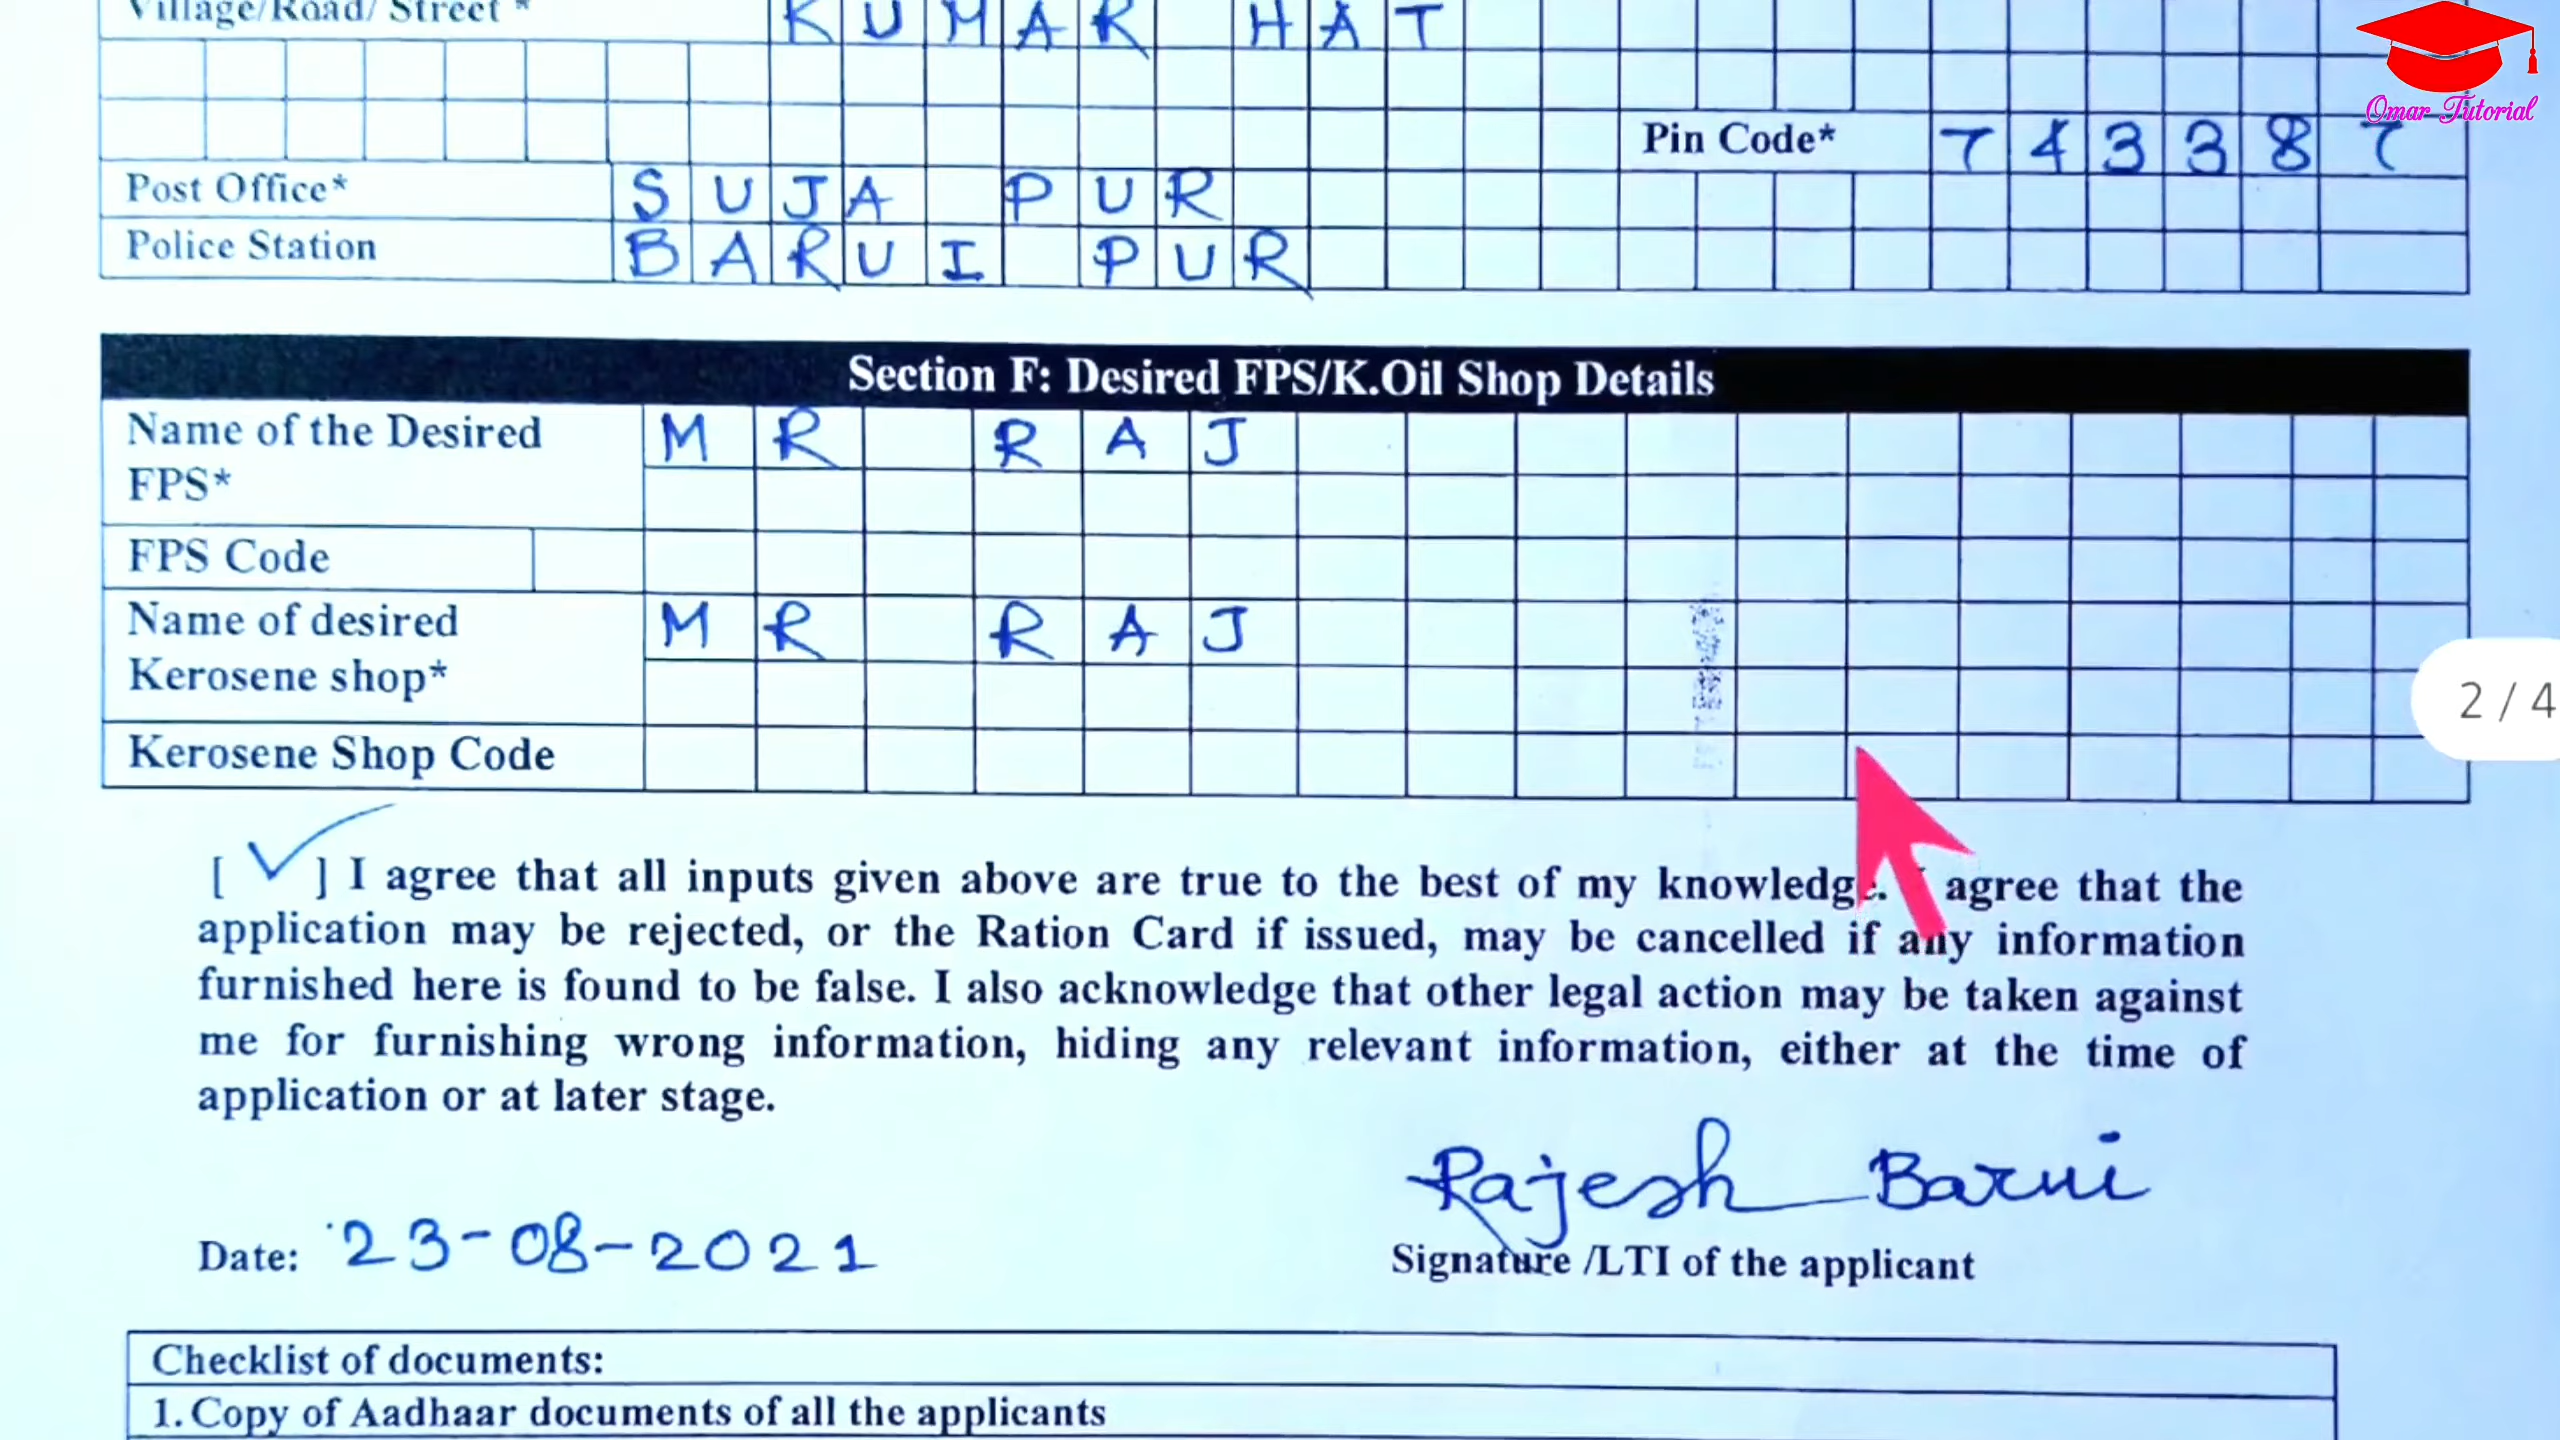 Village/Road/ Street * KUMAR HAT
Omar Tutorial
Pin Code* 743387
Post Office* SUJA PUR
Police Station BARUI PUR
Section F: Desired FPS/K.Oil Shop Details
Name of the Desired MR RAJ
FPS*
FPS Code
Name of desired MR RAJ
Kerosene shop*
2 / 4
Kerosene Shop Code
[ ✓ ] I agree that all inputs given above are true to the best of my knowledge. I agree that the
application may be rejected, or the Ration Card if issued, may be cancelled if any information
furnished here is found to be false. I also acknowledge that other legal action may be taken against
me for furnishing wrong information, hiding any relevant information, either at the time of
application or at later stage.
Rajesh Barui
Date: 23-08-2021
Signature /LTI of the applicant
Checklist of documents:
1. Copy of Aadhaar documents of all the applicants